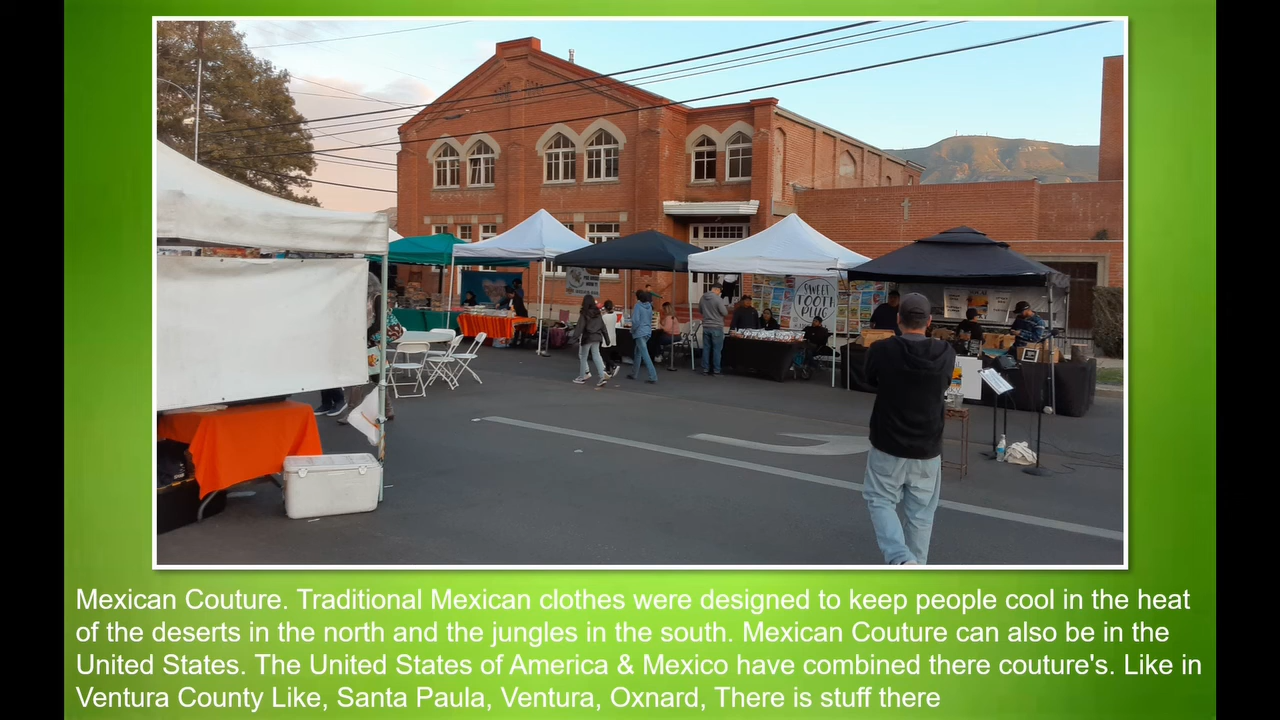 SWEET
TOOTH
PLUG
Mexican Couture. Traditional Mexican clothes were designed to keep people cool in the heat
of the deserts in the north and the jungles in the south. Mexican Couture can also be in the
United States. The United States of America & Mexico have combined there couture's. Like in
Ventura County Like, Santa Paula, Ventura, Oxnard, There is stuff there